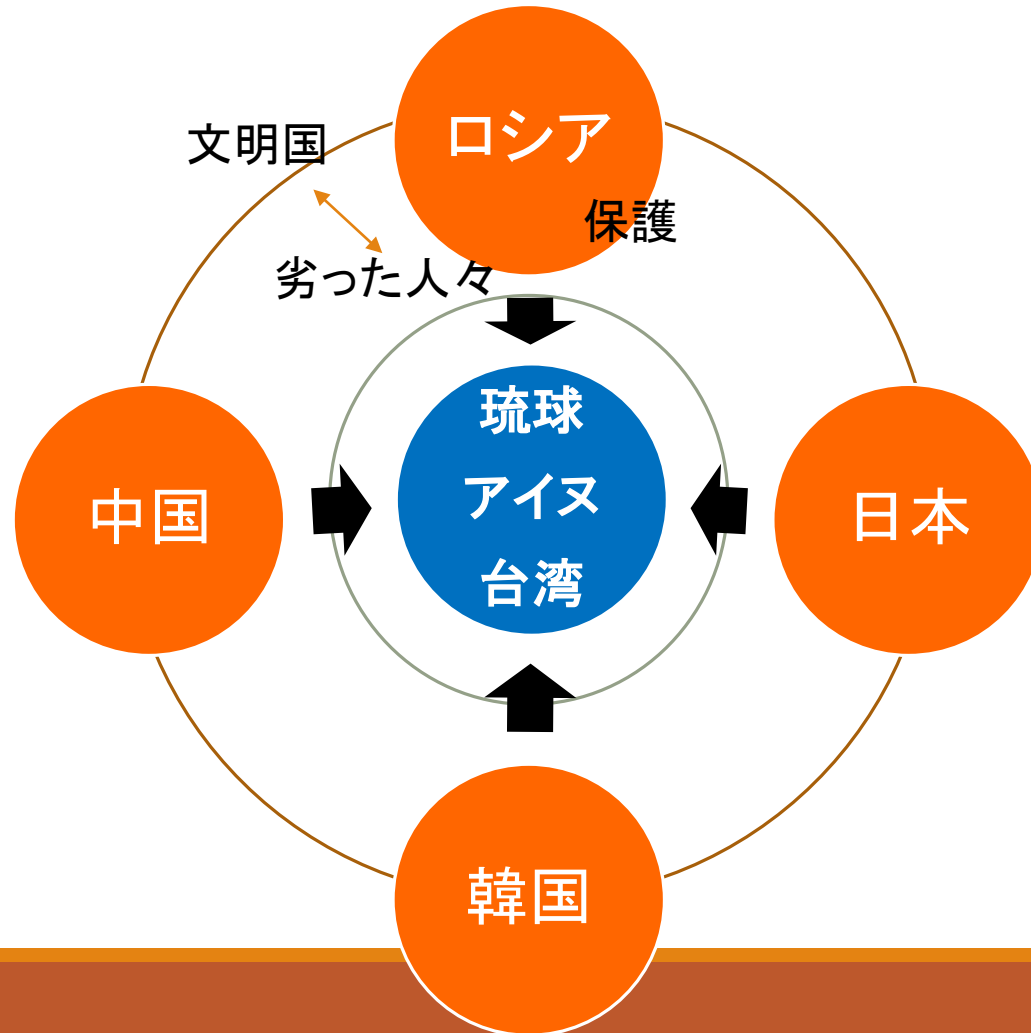 ロシア
文明国
保護
劣った人々
琉球
アイヌ
台湾
中国
日本
韓国